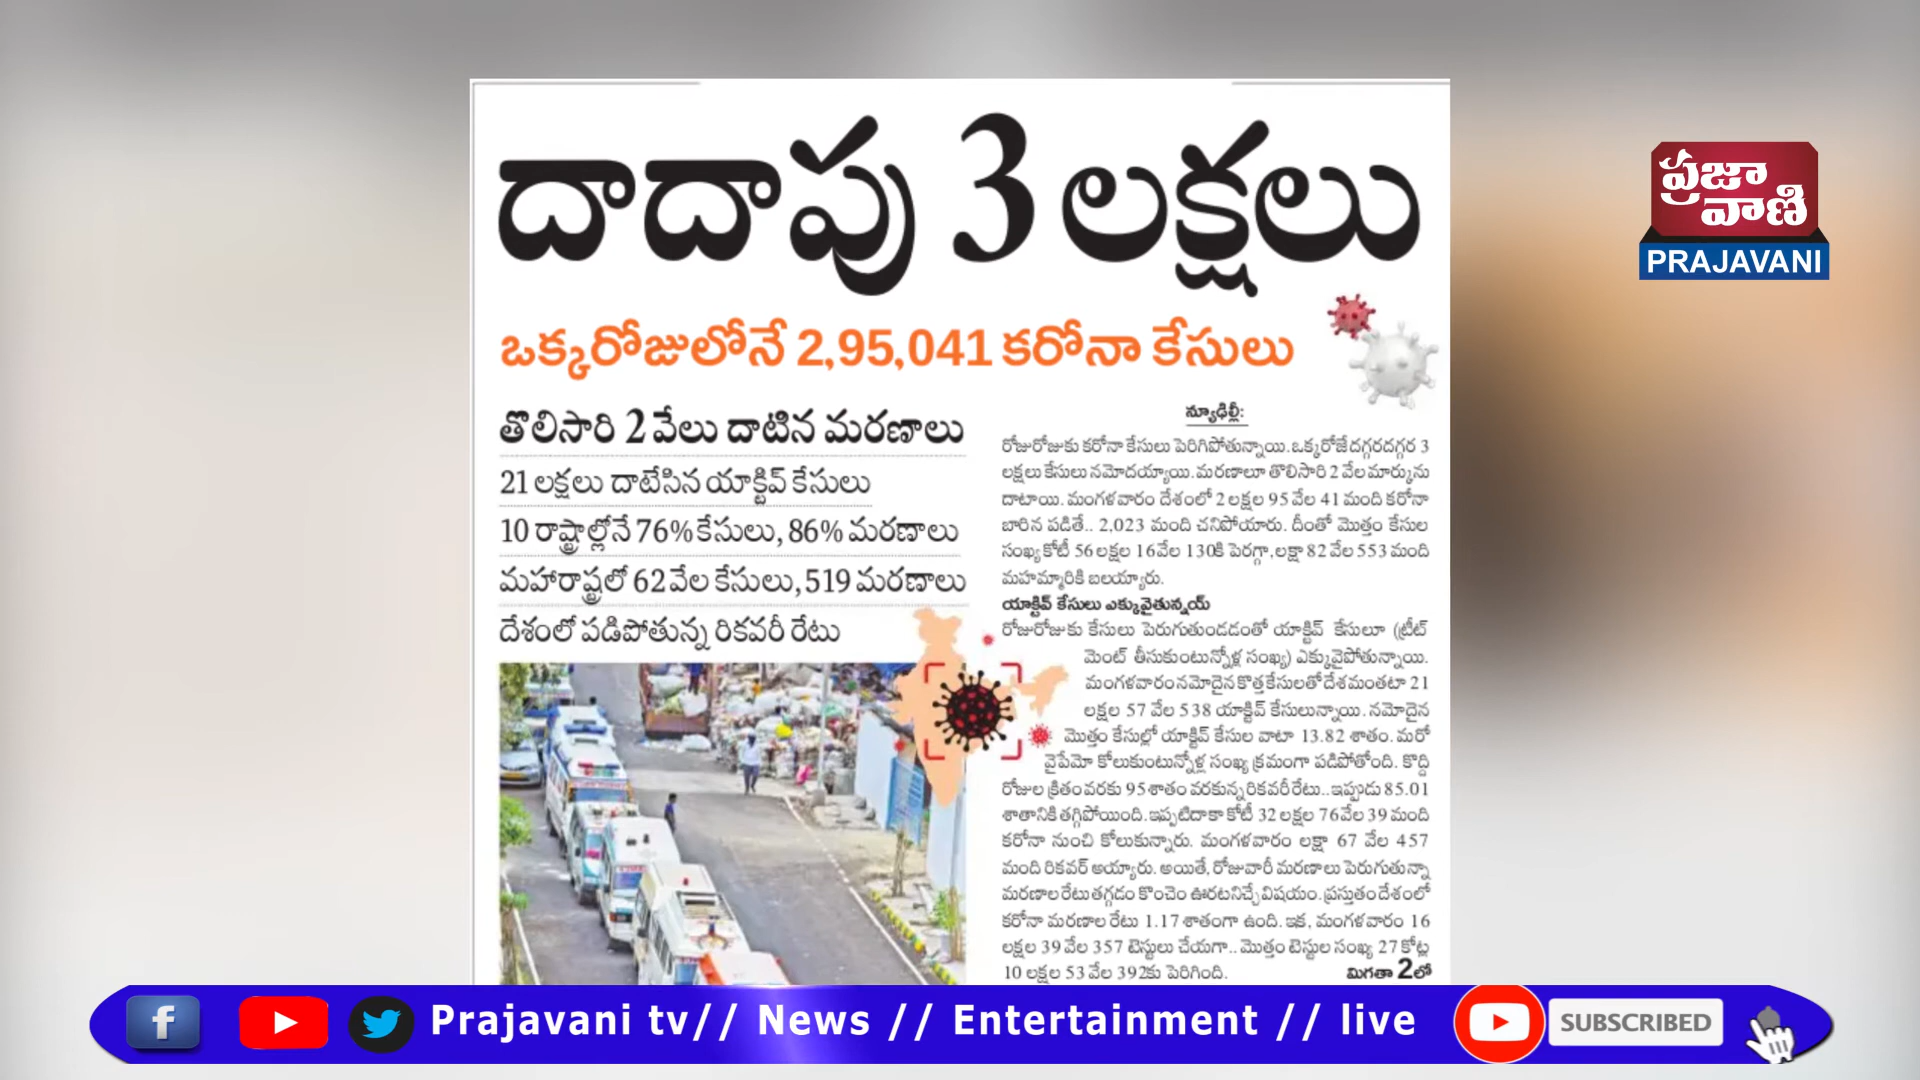 దాదాపు 3 లక్షలు
ఒక్కరోజులోనే 2,95,041 కరోనా కేసులు
తొలిసారి 2 వేలు దాటిన మరణాలు
21 లక్షలు దాటేసిన యాక్టివ్ కేసులు
10 రాష్ట్రాల్లోనే 76% కేసులు, 86% మరణాలు
మహారాష్ట్రలో 62 వేల కేసులు, 519 మరణాలు
దేశంలో పడిపోతున్న రికవరీ రేటు
న్యూఢిల్లీ:
రోజురోజుకు కరోనా కేసులు పెరిగిపోతున్నాయి. ఒక్కరోజే దగ్గరదగ్గర 3
లక్షలు కేసులు నమోదయ్యాయి. మరణాలూ తొలిసారి 2 వేల మార్కును
దాటాయి. మంగళవారం దేశంలో 2 లక్షల 95 వేల 41 మంది కరోనా
బారిన పడితే.. 2,023 మంది చనిపోయారు. దీంతో మొత్తం కేసుల
సంఖ్య కోటీ 56 లక్షల 16 వేల 130కి పెరగ్గా, లక్షా 82 వేల 553 మంది
మహమ్మారికి బలయ్యారు.
యాక్టివ్ కేసులు ఎక్కువైతున్నయ్
రోజురోజుకు కేసులు పెరుగుతుండడంతో యాక్టివ్ కేసులూ (ట్రీట్
మెంట్ తీసుకుంటున్నోళ్ల సంఖ్య) ఎక్కువైపోతున్నాయి.
మంగళవారం నమోదైన కొత్త కేసులతో దేశమంతటా 21
లక్షల 57 వేల 538 యాక్టివ్ కేసులున్నాయి. నమోదైన
మొత్తం కేసుల్లో యాక్టివ్ కేసుల వాటా 13.82 శాతం. మరో
వైపేమో కోలుకుంటున్నోళ్ల సంఖ్య క్రమంగా పడిపోతోంది. కొద్ది
రోజుల క్రితం వరకు 95 శాతం వరకున్న రికవరీ రేటు.. ఇప్పుడు 85.01
శాతానికి తగ్గిపోయింది. ఇప్పటిదాకా కోటీ 32 లక్షల 76 వేల 39 మంది
కరోనా నుంచి కోలుకున్నారు. మంగళవారం లక్షా 67 వేల 457
మంది రికవర్ అయ్యారు. అయితే, రోజువారీ మరణాలు పెరుగుతున్నా
మరణాల రేటు తగ్గడం కొంచెం ఊరటనిచ్చే విషయం. ప్రస్తుతం దేశంలో
కరోనా మరణాల రేటు 1.17 శాతంగా ఉంది. ఇక, మంగళవారం 16
లక్షల 39 వేల 357 టెస్టులు చేయగా.. మొత్తం టెస్టుల సంఖ్య 27 కోట్ల
10 లక్షల 53 వేల 392కు పెరిగింది.
మిగతా 2లో
ప్రజా
వాణి
PRAJAVANI
Prajavani tv// News // Entertainment // live
SUBSCRIBED